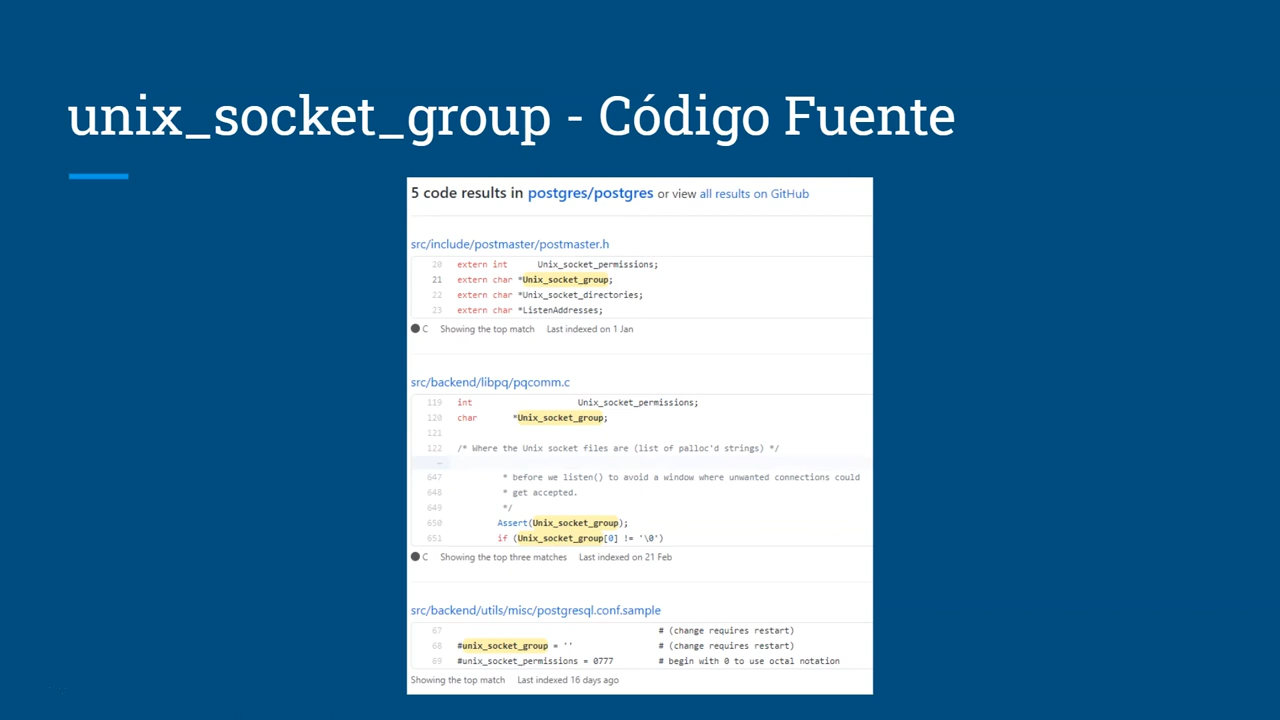 unix_socket_group - Código Fuente
5 code results in postgres/postgres or view all results on GitHub
src/include/postmaster/postmaster.h
20 extern int Unix_socket_permissions;
21 extern char *Unix_socket_group;
22 extern char *Unix_socket_directories;
23 extern char *ListenAddresses;
C Showing the top match Last indexed on 1 Jan
src/backend/libpq/pqcomm.c
119 int Unix_socket_permissions;
120 char *Unix_socket_group;
121
122 /* Where the Unix socket files are (list of palloc'd strings) */
…
647 * before we listen() to avoid a window where unwanted connections could
648 * get accepted.
649 */
650 Assert(Unix_socket_group);
651 if (Unix_socket_group[0] != '\0')
C Showing the top three matches Last indexed on 21 Feb
src/backend/utils/misc/postgresql.conf.sample
67 # (change requires restart)
68 #unix_socket_group = '' # (change requires restart)
69 #unix_socket_permissions = 0777 # begin with 0 to use octal notation
Showing the top match Last indexed 16 days ago